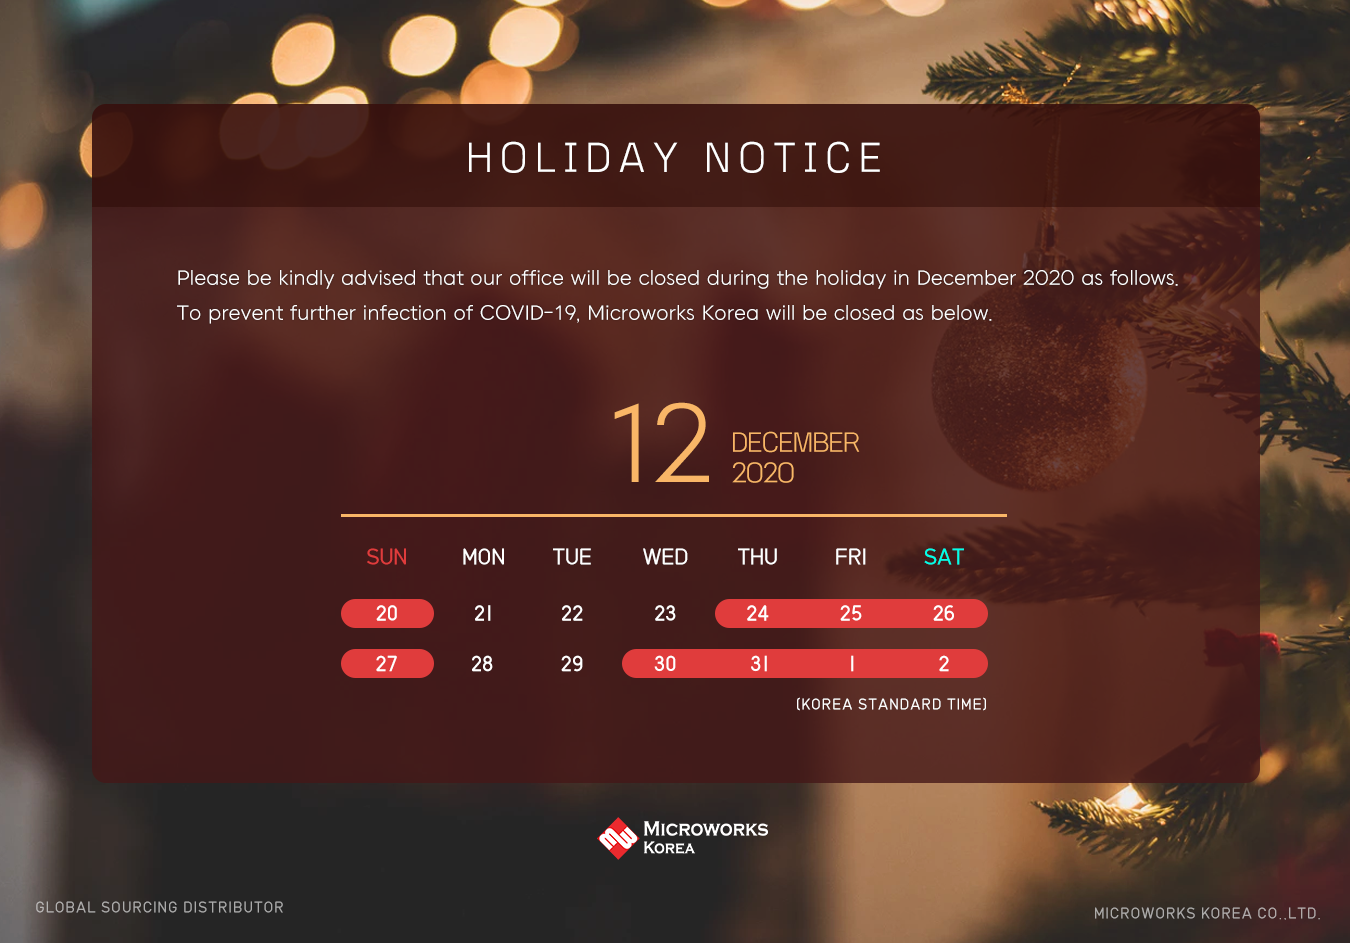 HOLIDAY NOTICE
Please be kindly advised that our office will be closed during the holiday in December 2020 as follows.
To prevent further infection of COVID-19, Microworks Korea will be closed as below.
12 DECEMBER
2020
SUN MON TUE WED THU FRI SAT
20 21 22 23 24 25 26
27 28 29 30 31 1 2
(KOREA STANDARD TIME)
MICROWORKS
KOREA
GLOBAL SOURCING DISTRIBUTOR
MICROWORKS KOREA CO.,LTD.